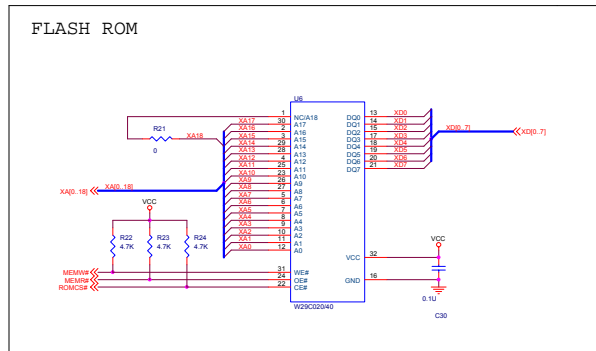 FLASH ROM
U6
1 NC/A18 DQ0 13 XD0
XA17 30 A17 DQ1 14 XD1
XA16 2 A16 DQ2 15 XD2
XA15 3 A15 DQ3 17 XD3
XA14 29 A14 DQ4 18 XD4
XA13 28 A13 DQ5 19 XD5
XA12 4 A12 DQ6 20 XD6
XA11 25 A11 DQ7 21 XD7
XA10 23 A10
XA9 26 A9
XA8 27 A8
XA7 5 A7
XA6 6 A6
XA5 7 A5
XA4 8 A4
XA3 9 A3
XA2 10 A2
XA1 11 A1
XA0 12 A0
R21
0
XA18
XD[0..7]
XD[0..7]
XA[0..18]
XA[0..18]
VCC
R22
4.7K
R23
4.7K
R24
4.7K
MEMW# 31 WE#
MEMR# 24 OE#
ROMCS# 22 CE#
VCC 32
GND 16
VCC
0.1U
C30
W29C020/40